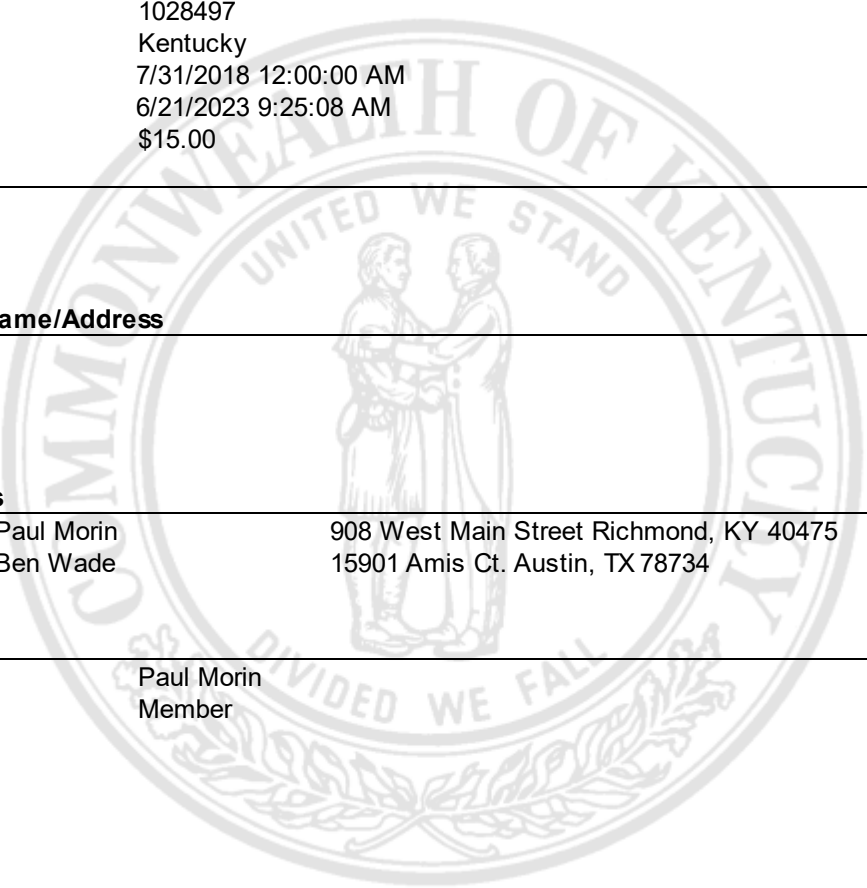 1028497
Kentucky
7/31/2018 12:00:00 AM
6/21/2023 9:25:08 AM
$15.00
COMMONWEALTH OF KENTUCKY
UNITED WE STAND
ame/Address
s
Paul Morin 908 West Main Street Richmond, KY 40475
Ben Wade 15901 Amis Ct. Austin, TX 78734
DIVIDED WE FALL
Paul Morin
Member